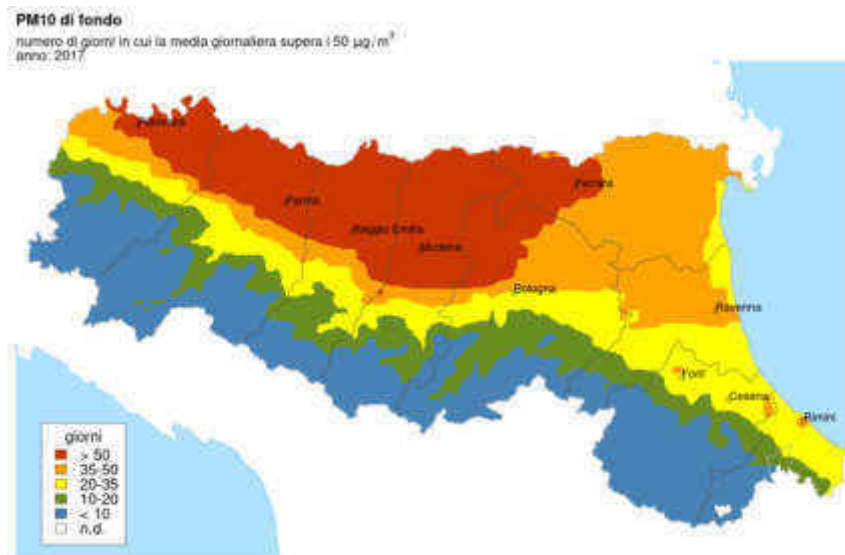 PM10 di fondo
numero di giorni in cui la media giornaliera supera i 50 µg/m³
anno: 2017
Piacenza
Parma
Ferrara
Reggio Emilia
Modena
Bologna
Ravenna
Forlì
Cesena
Rimini
giorni
> 50
35-50
20-35
10-20
< 10
n.d.